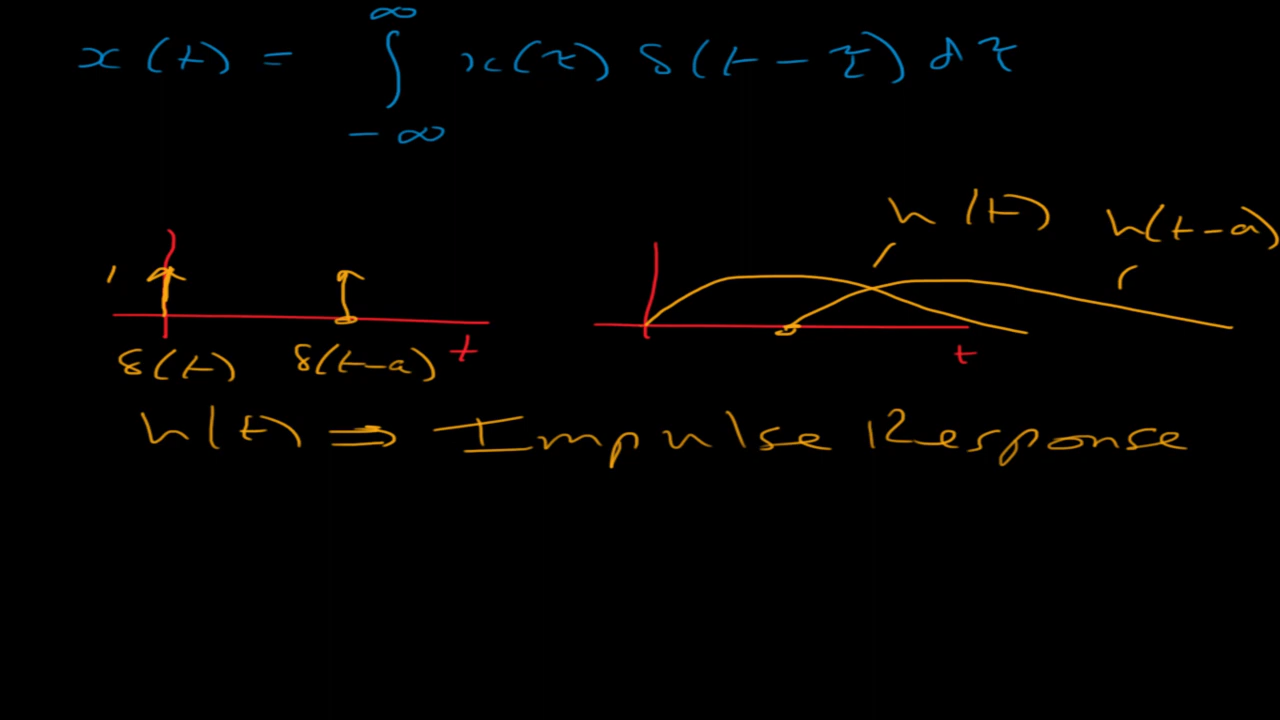 x(t) = ∫_{-∞}^{∞} x(τ) δ(t-τ) dτ
h(t) h(t-a)
1
δ(t) δ(t-a) t t
h(t) ⇒ Impulse Response